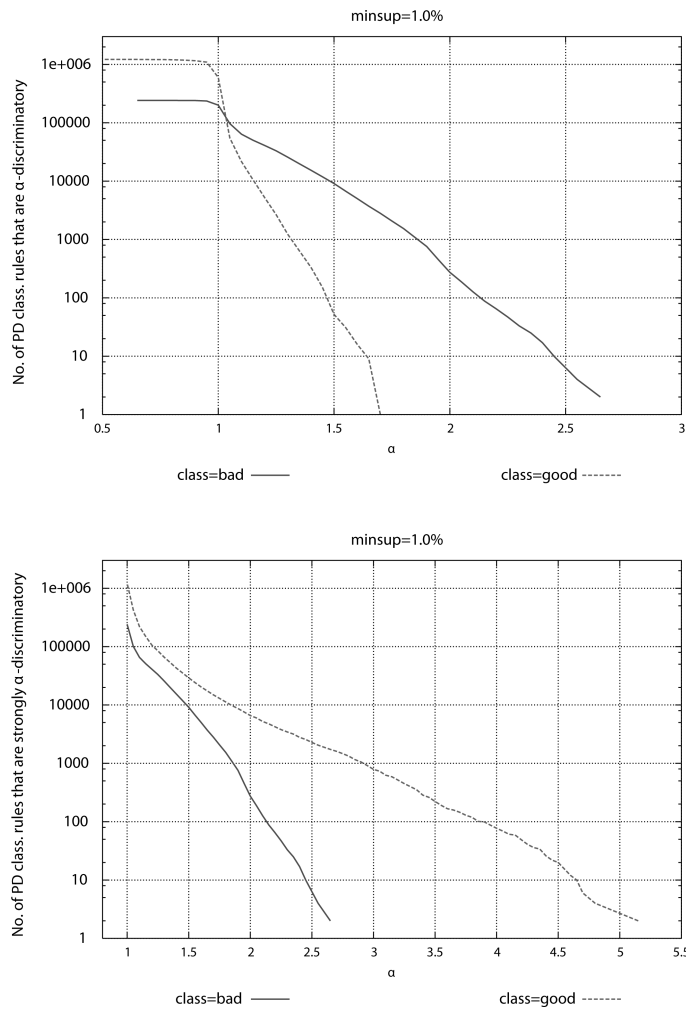 minsup=1.0%
No. of PD class. rules that are α-discriminatory
1e+006
100000
10000
1000
100
10
1
0.5 1 1.5 2 2.5 3
α
class=bad class=good
minsup=1.0%
No. of PD class. rules that are strongly α-discriminatory
1e+006
100000
10000
1000
100
10
1
1 1.5 2 2.5 3 3.5 4 4.5 5 5.5
α
class=bad class=good